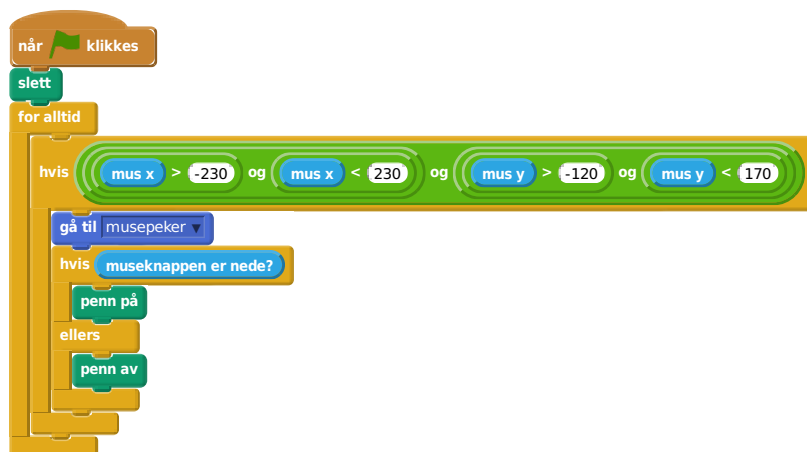 når klikkes
slett
for alltid
hvis mus x > -230 og mus x < 230 og mus y > -120 og mus y < 170
gå til musepeker
hvis museknappen er nede?
penn på
ellers
penn av